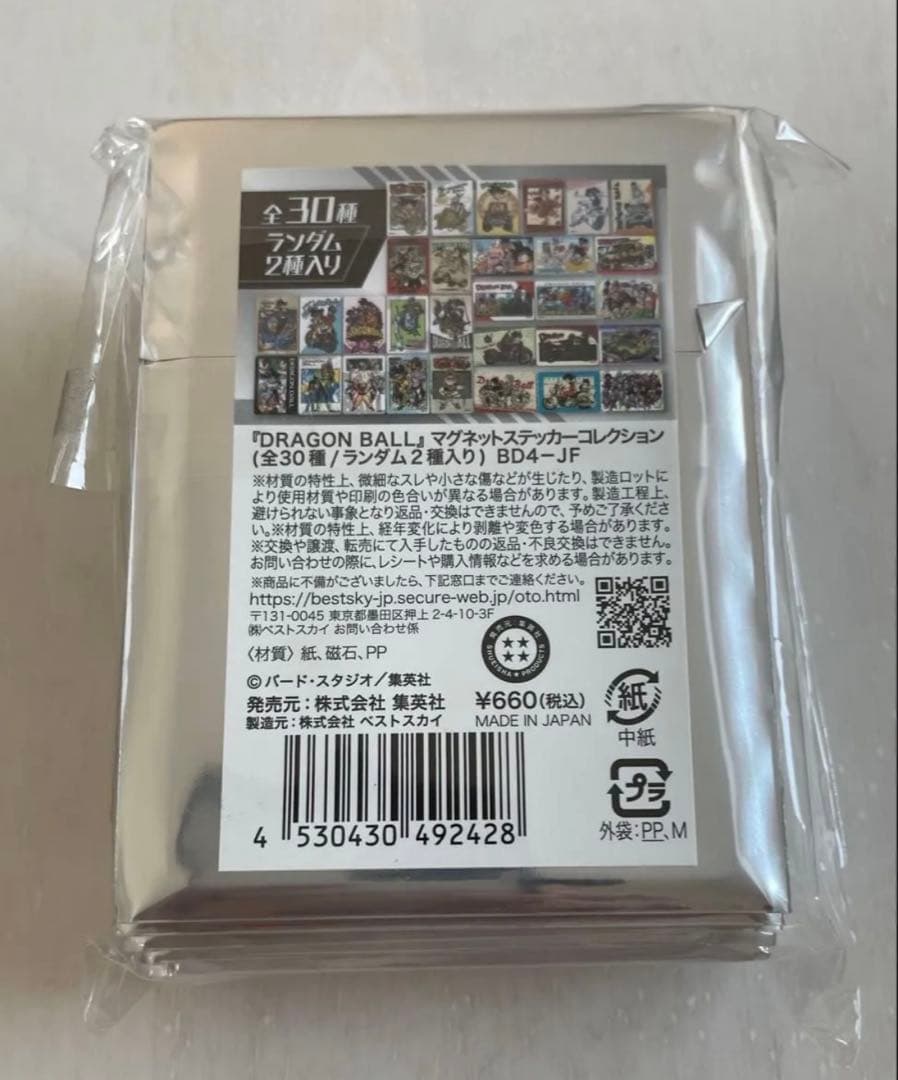 全30種
ランダム
2種入り
『DRAGON BALL』マグネットステッカーコレクション
(全30種/ランダム2種入り) BD4-JF
※材質の特性上、微細なスレや小さな傷などが生じたり、製造ロットに
より使用材質や印刷の色合いが異なる場合があります。製造工程上、
避けられない事象となり返品・交換はできませんので、予めご了承くださ
い。※材質の特性上、経年変化により剥離や変色する場合があります。
※交換や譲渡、転売にて入手したものの返品・不良交換はできません。
お問い合わせの際に、レシートや購入情報などを求める場合があります。
※商品に不備がございましたら、下記窓口までご連絡ください。
https://bestsky-jp.secure-web.jp/oto.html
〒131-0045 東京都墨田区押上 2-4-10-3F
㈱ベストスカイ お問い合わせ係
〈材質〉紙、磁石、PP
発売元:集英社
SHUEISHA★PRODUCTS
©バード・スタジオ/集英社
発売元:株式会社 集英社
¥660(税込)
製造元:株式会社 ベストスカイ
MADE IN JAPAN
紙
中紙
プラ
外袋:PP、M
4 530430 492428